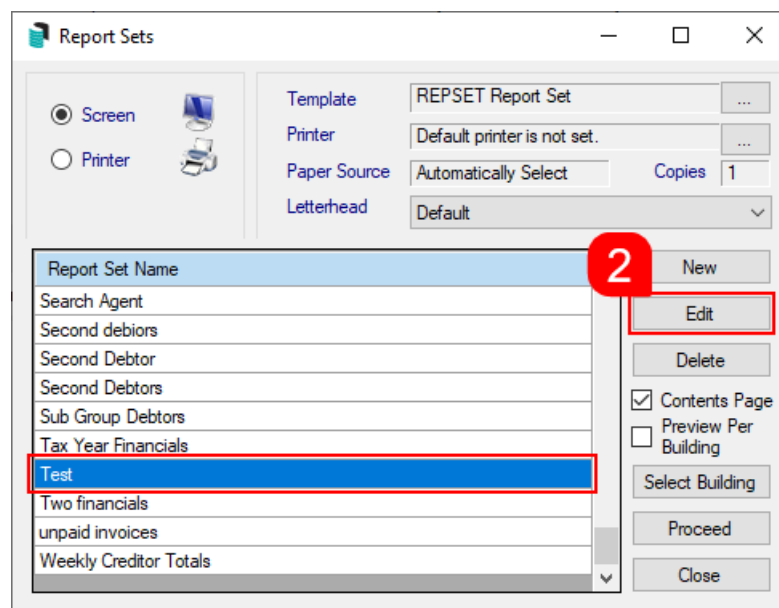 Report Sets
Screen
Printer
Template REPSET Report Set ...
Printer Default printer is not set. ...
Paper Source Automatically Select Copies 1
Letterhead Default
Report Set Name
Search Agent
Second debiors
Second Debtor
Second Debtors
Sub Group Debtors
Tax Year Financials
Test
Two financials
unpaid invoices
Weekly Creditor Totals
2
New
Edit
Delete
Contents Page
Preview Per
Building
Select Building
Proceed
Close